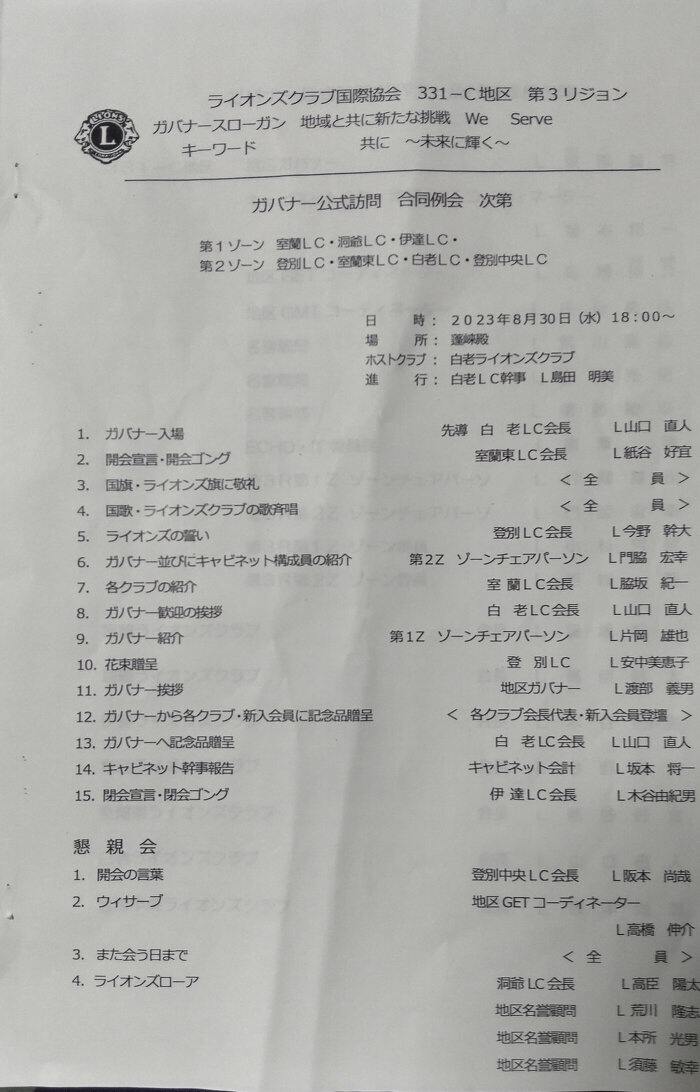 ライオンズクラブ国際協会　331－C地区　第3リジョン
ガバナースローガン　地域と共に新たな挑戦　We　Serve
キーワード　共に　～未来に輝く～
ガバナー公式訪問　合同例会　次第
第1ゾーン　室蘭LC・洞爺LC・伊達LC・
第2ゾーン　登別LC・室蘭東LC・白老LC・登別中央LC
日　時：　2023年8月30日（水）18:00～
場　所：　蓬崍殿
ホストクラブ：　白老ライオンズクラブ
進　行：　白老LC幹事　L島田　明美
1.　ガバナー入場　先導　白　老LC会長　L山口　直人
2.　開会宣言・開会ゴング　室蘭東LC会長　L紙谷　好宜
3.　国旗・ライオンズ旗に敬礼　＜　全　員　＞
4.　国歌・ライオンズクラブの歌斉唱　＜　全　員　＞
5.　ライオンズの誓い　登別LC会長　L今野　幹大
6.　ガバナー並びにキャビネット構成員の紹介　第2Z　ゾーンチェアパーソン　L門脇　宏幸
7.　各クラブの紹介　室　蘭LC会長　L脇坂　紀一
8.　ガバナー歓迎の挨拶　白　老LC会長　L山口　直人
9.　ガバナー紹介　第1Z　ゾーンチェアパーソン　L片岡　雄也
10.　花束贈呈　登　別LC　L安中美恵子
11.　ガバナー挨拶　地区ガバナー　L渡部　義男
12.　ガバナーから各クラブ・新入会員に記念品贈呈　＜　各クラブ会長代表・新入会員登壇　＞
13.　ガバナーへ記念品贈呈　白　老LC会長　L山口　直人
14.　キャビネット幹事報告　キャビネット会計　L坂本　将一
15.　閉会宣言・閉会ゴング　伊　達LC会長　L木谷由紀男
懇　親　会
1.　開会の言葉　登別中央LC会長　L阪本　尚哉
2.　ウィサーブ　地区GETコーディネーター
L高橋　伸介
3.　また会う日まで　＜　全　員　＞
4.　ライオンズローア　洞爺LC会長　L高臣　陽太
地区名誉顧問　L荒川　隆志
地区名誉顧問　L本所　光男
地区名誉顧問　L須藤　敏幸